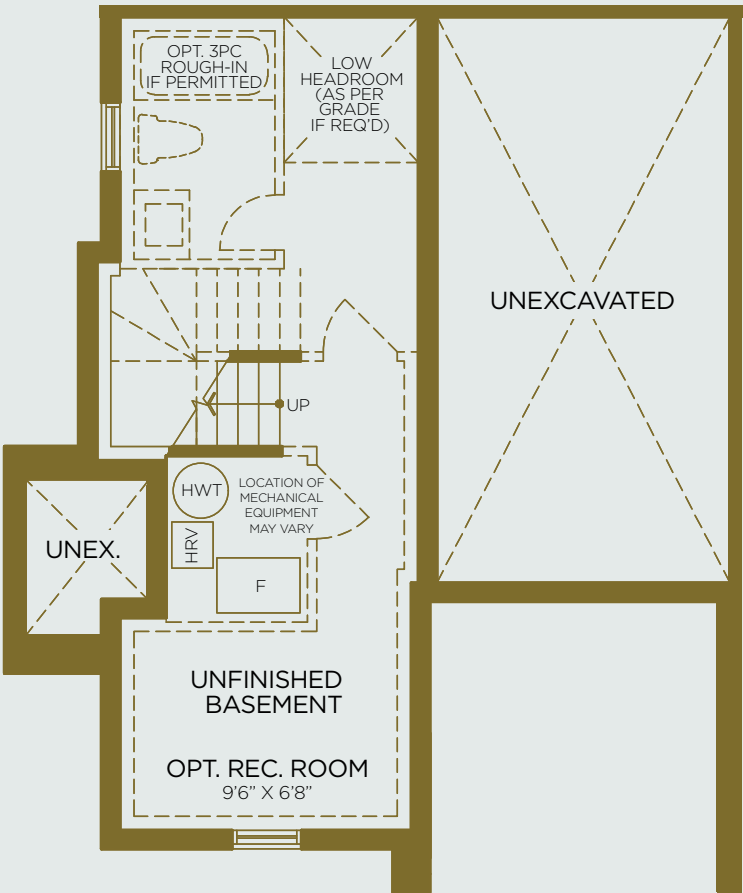 OPT. 3PC
ROUGH-IN
IF PERMITTED
LOW
HEADROOM
(AS PER
GRADE
IF REQ'D)
UNEXCAVATED
UP
HWT
LOCATION OF
MECHANICAL
EQUIPMENT
MAY VARY
HRV
UNEX.
F
UNFINISHED
BASEMENT
OPT. REC. ROOM
9'6" X 6'8"